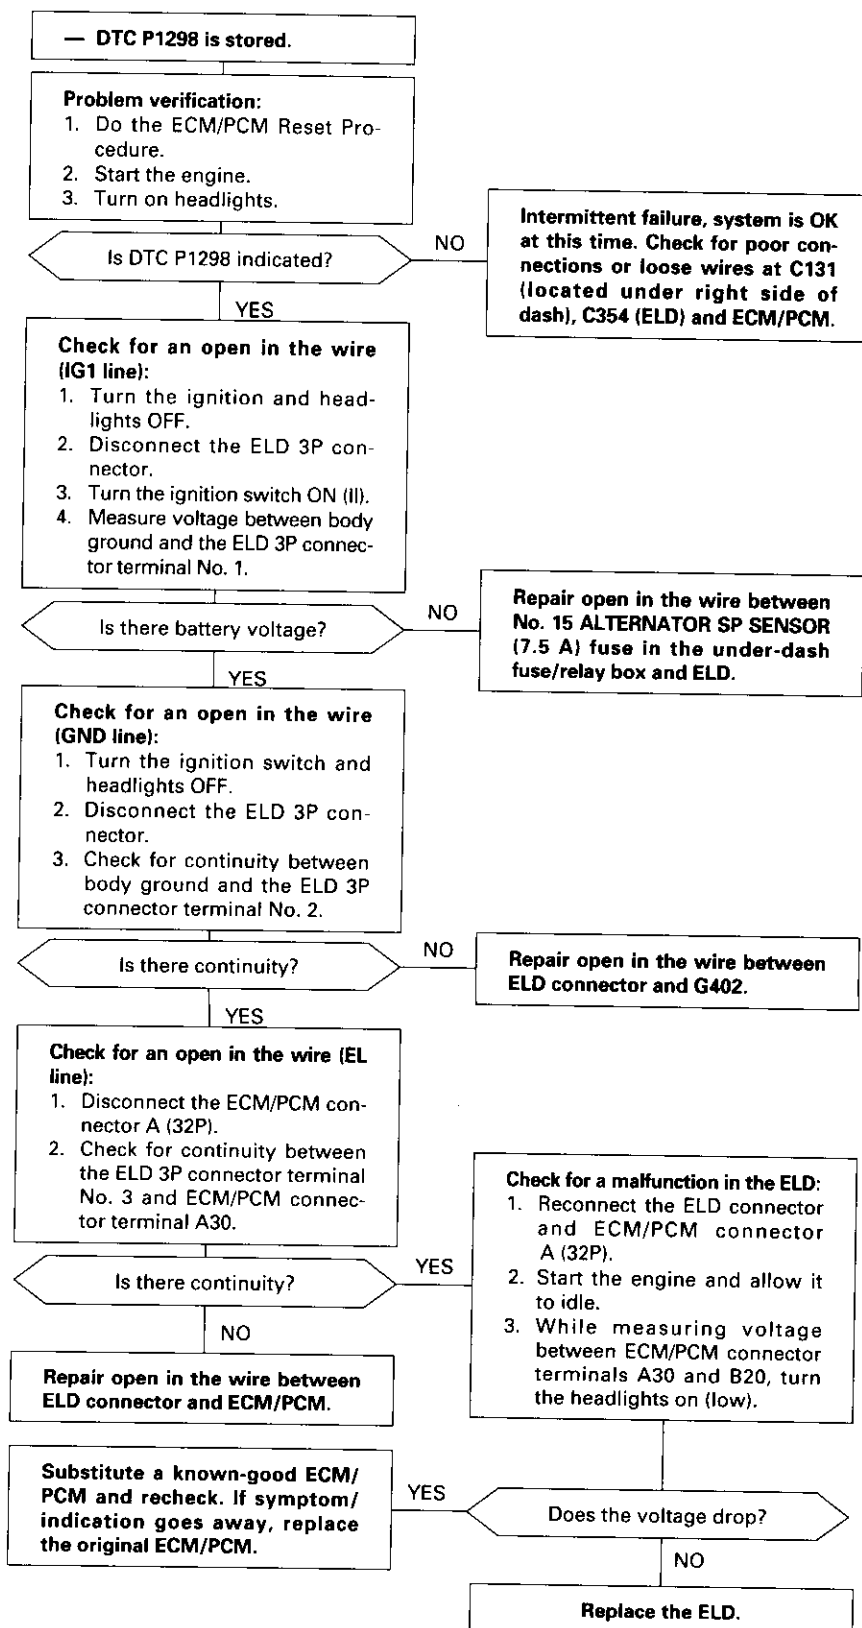 — DTC P1298 is stored.
Problem verification:
1. Do the ECM/PCM Reset Pro-
cedure.
2. Start the engine.
3. Turn on headlights.
Is DTC P1298 indicated?
NO
Intermittent failure, system is OK
at this time. Check for poor con-
nections or loose wires at C131
(located under right side of
dash), C354 (ELD) and ECM/PCM.
YES
Check for an open in the wire
(IG1 line):
1. Turn the ignition and head-
lights OFF.
2. Disconnect the ELD 3P con-
nector.
3. Turn the ignition switch ON (II).
4. Measure voltage between body
ground and the ELD 3P connec-
tor terminal No. 1.
Is there battery voltage?
NO
Repair open in the wire between
No. 15 ALTERNATOR SP SENSOR
(7.5 A) fuse in the under-dash
fuse/relay box and ELD.
YES
Check for an open in the wire
(GND line):
1. Turn the ignition switch and
headlights OFF.
2. Disconnect the ELD 3P con-
nector.
3. Check for continuity between
body ground and the ELD 3P
connector terminal No. 2.
Is there continuity?
NO
Repair open in the wire between
ELD connector and G402.
YES
Check for an open in the wire (EL
line):
1. Disconnect the ECM/PCM con-
nector A (32P).
2. Check for continuity between
the ELD 3P connector terminal
No. 3 and ECM/PCM connec-
tor terminal A30.
Is there continuity?
YES
Check for a malfunction in the ELD:
1. Reconnect the ELD connector
and ECM/PCM connector
A (32P).
2. Start the engine and allow it
to idle.
3. While measuring voltage
between ECM/PCM connector
terminals A30 and B20, turn
the headlights on (low).
NO
Repair open in the wire between
ELD connector and ECM/PCM.
Does the voltage drop?
YES
Substitute a known-good ECM/
PCM and recheck. If symptom/
indication goes away, replace
the original ECM/PCM.
NO
Replace the ELD.